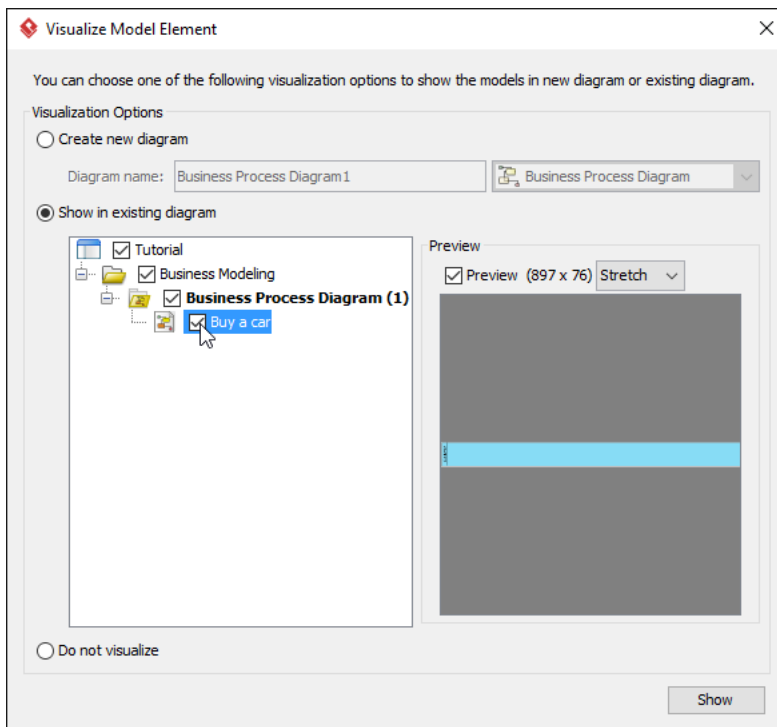 Visualize Model Element
You can choose one of the following visualization options to show the models in new diagram or existing diagram.
Visualization Options
Create new diagram
Diagram name: Business Process Diagram1 Business Process Diagram
Show in existing diagram
Tutorial
Business Modeling
Business Process Diagram (1)
Buy a car
Preview
Preview (897 x 76) Stretch
Do not visualize
Show